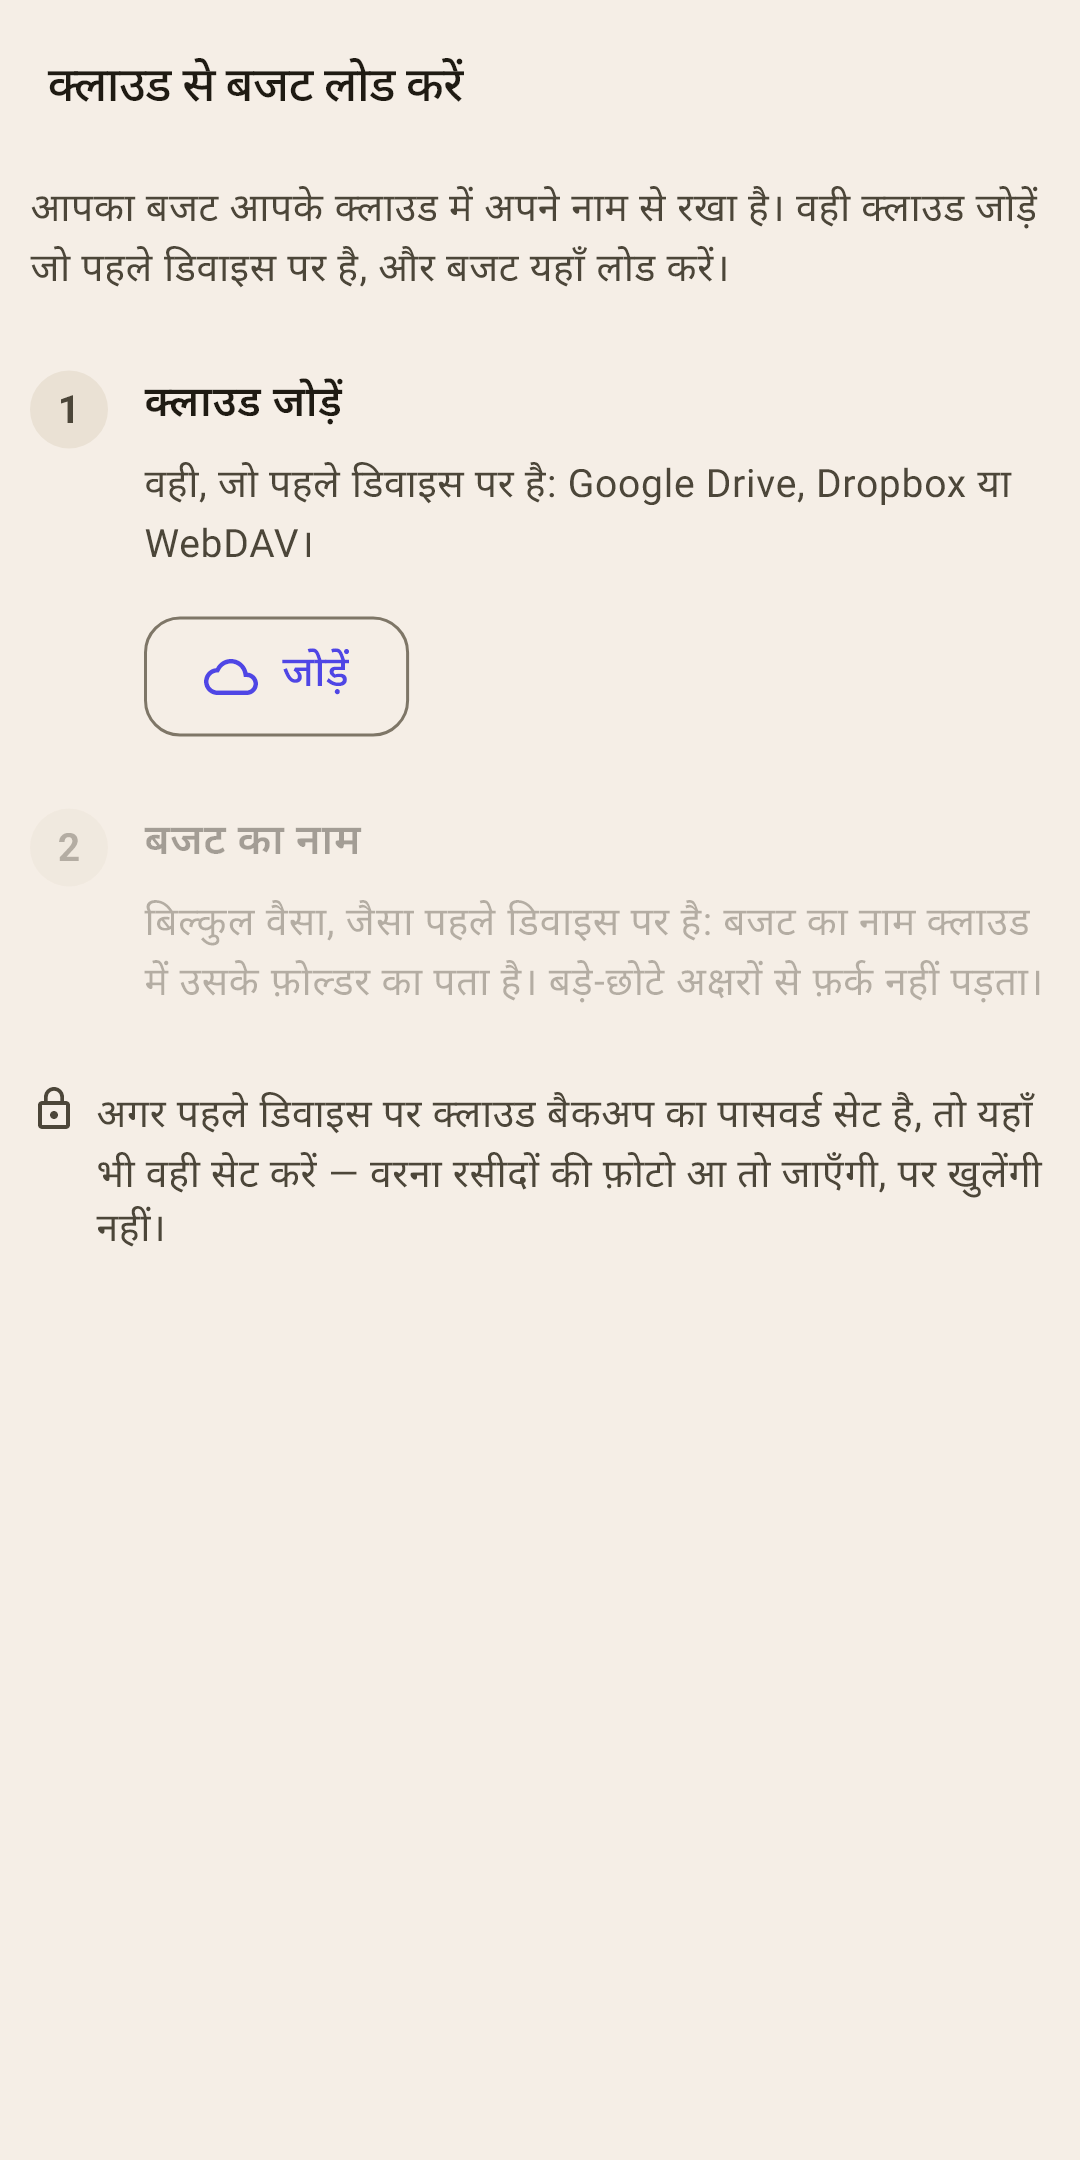 क्लाउड से बजट लोड करें
आपका बजट आपके क्लाउड में अपने नाम से रखा है। वही क्लाउड जोड़ें
जो पहले डिवाइस पर है, और बजट यहाँ लोड करें।
1
क्लाउड जोड़ें
वही, जो पहले डिवाइस पर है: Google Drive, Dropbox या
WebDAV।
जोड़ें
2
बजट का नाम
बिल्कुल वैसा, जैसा पहले डिवाइस पर है: बजट का नाम क्लाउड
में उसके फ़ोल्डर का पता है। बड़े-छोटे अक्षरों से फ़र्क नहीं पड़ता।
अगर पहले डिवाइस पर क्लाउड बैकअप का पासवर्ड सेट है, तो यहाँ
भी वही सेट करें — वरना रसीदों की फ़ोटो आ तो जाएँगी, पर खुलेंगी
नहीं।